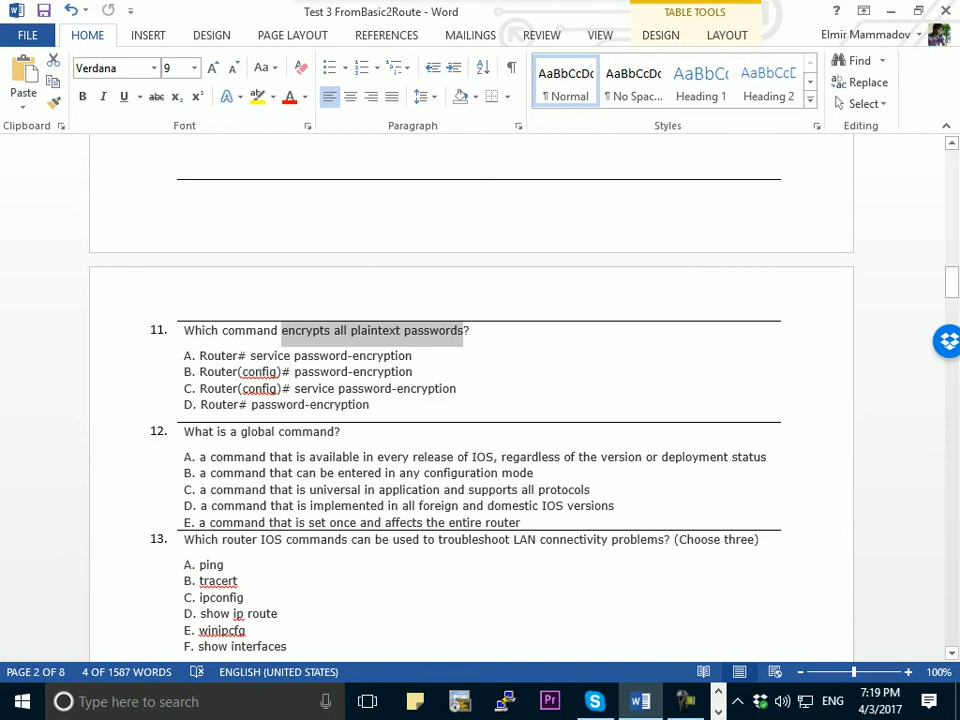 Test 3 FromBasic2Route - Word
TABLE TOOLS
FILE HOME INSERT DESIGN PAGE LAYOUT REFERENCES MAILINGS REVIEW VIEW DESIGN LAYOUT Elmir Mammadov
Paste
Verdana 9
Aa
B I U abc X₂ X² A A
AaBbCcDc AaBbCcDc AaBbC AaBbCcD
¶ Normal ¶ No Spac... Heading 1 Heading 2
Find
Replace
Select
Clipboard Font Paragraph Styles Editing
11. Which command encrypts all plaintext passwords?
A. Router# service password-encryption
B. Router(config)# password-encryption
C. Router(config)# service password-encryption
D. Router# password-encryption
12. What is a global command?
A. a command that is available in every release of IOS, regardless of the version or deployment status
B. a command that can be entered in any configuration mode
C. a command that is universal in application and supports all protocols
D. a command that is implemented in all foreign and domestic IOS versions
E. a command that is set once and affects the entire router
13. Which router IOS commands can be used to troubleshoot LAN connectivity problems? (Choose three)
A. ping
B. tracert
C. ipconfig
D. show ip route
E. winipcfg
F. show interfaces
PAGE 2 OF 8 4 OF 1587 WORDS ENGLISH (UNITED STATES) 100%
Type here to search
ENG
7:19 PM
4/3/2017